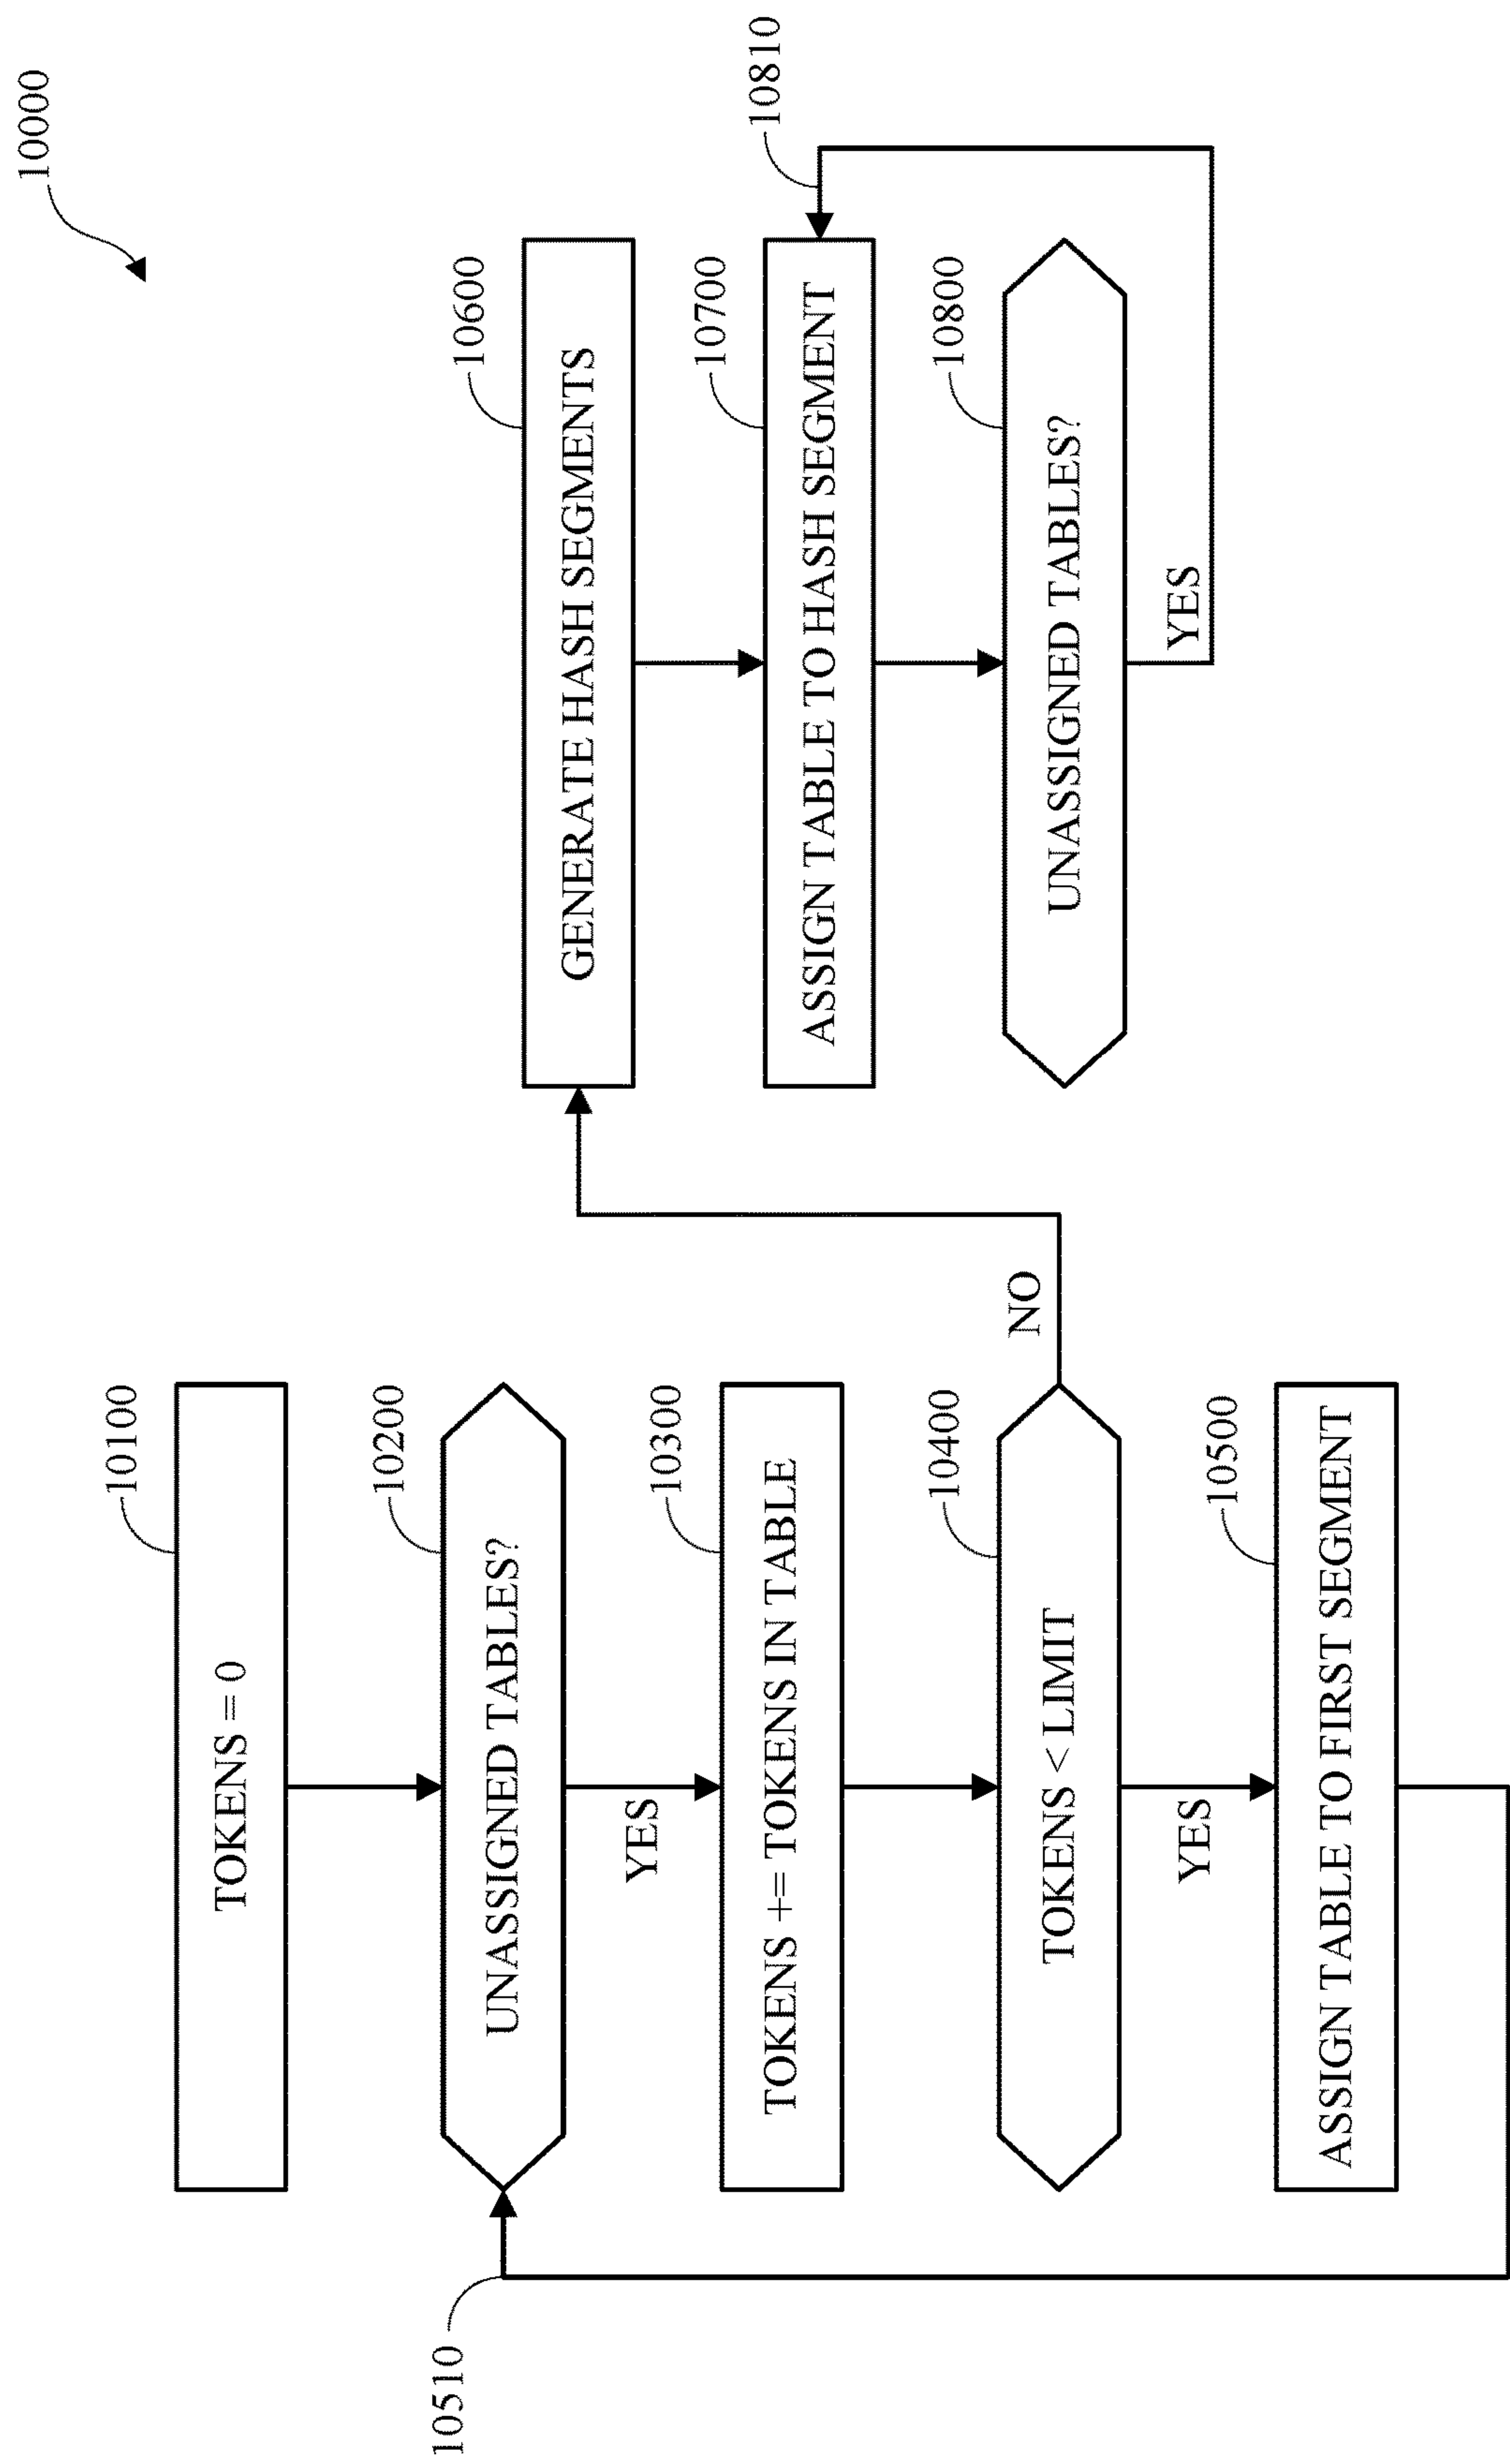 10000
10100
TOKENS = 0
10200
UNASSIGNED TABLES?
10510
YES
10300
TOKENS += TOKENS IN TABLE
10400
TOKENS < LIMIT
NO
YES
10500
ASSIGN TABLE TO FIRST SEGMENT
10600
GENERATE HASH SEGMENTS
10700
ASSIGN TABLE TO HASH SEGMENT
10810
10800
UNASSIGNED TABLES?
YES